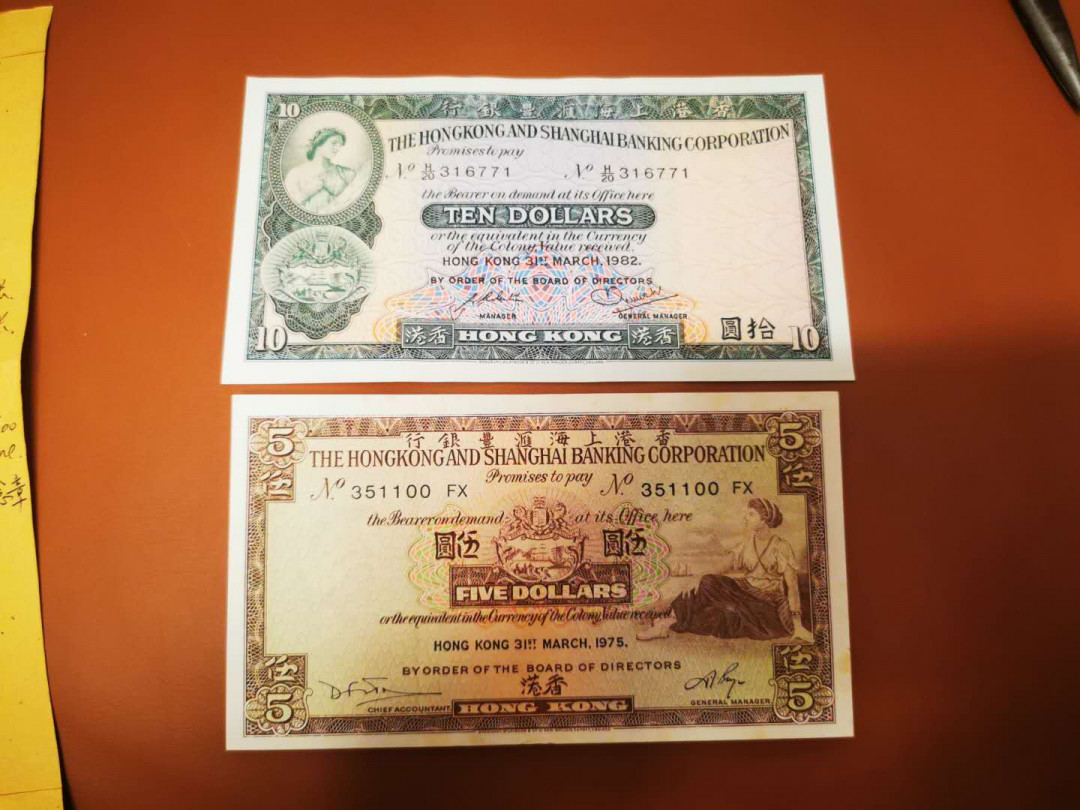 10
行銀豐滙海上港香
THE HONGKONG AND SHANGHAI BANKING CORPORATION
Promises to pay
No H/20 316771 No H/20 316771
the Bearer on demand at its Office here
TEN DOLLARS
or the equivalent in the Currency
of the Colony, Value received.
HONG KONG 31ST MARCH, 1982.
BY ORDER OF THE BOARD OF DIRECTORS
MANAGER GENERAL MANAGER
10 港香 HONG KONG 港香 圓拾 10
5 行銀豐滙海上港香 5
伍 THE HONGKONG AND SHANGHAI BANKING CORPORATION 伍
Promises to pay
No 351100 FX No 351100 FX
the Bearer on demand at its Office here
圓伍 圓伍
FIVE DOLLARS
or the equivalent in the Currency of the Colony, Value received
HONG KONG 31ST MARCH, 1975.
BY ORDER OF THE BOARD OF DIRECTORS
伍 港香 伍
5 CHIEF ACCOUNTANT HONG KONG GENERAL MANAGER 5